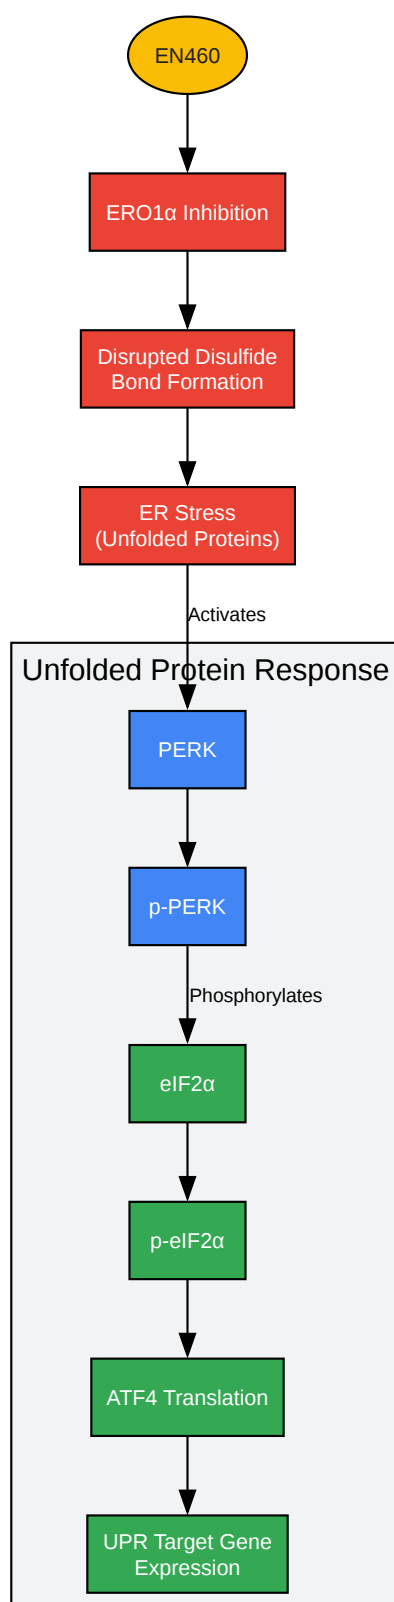 EN460
ERO1α Inhibition
Disrupted Disulfide
Bond Formation
ER Stress
(Unfolded Proteins)
Activates
Unfolded Protein Response
PERK
p-PERK
Phosphorylates
eIF2α
p-eIF2α
ATF4 Translation
UPR Target Gene
Expression